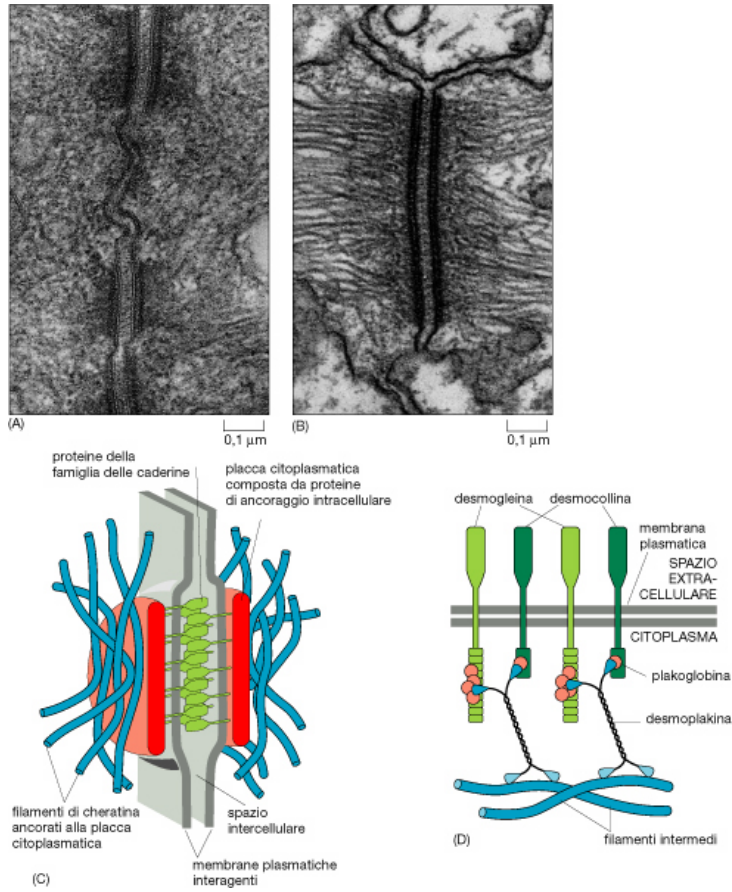 (A)
0,1 µm
(B)
0,1 µm
proteine della
famiglia delle caderine
placca citoplasmatica
composta da proteine
di ancoraggio intracellulare
filamenti di cheratina
ancorati alla placca
citoplasmatica
spazio
intercellulare
membrane plasmatiche
interagenti
(C)
desmogleina
desmocollina
membrana
plasmatica
SPAZIO
EXTRA-
CELLULARE
CITOPLASMA
plakoglobina
desmoplakina
filamenti intermedi
(D)